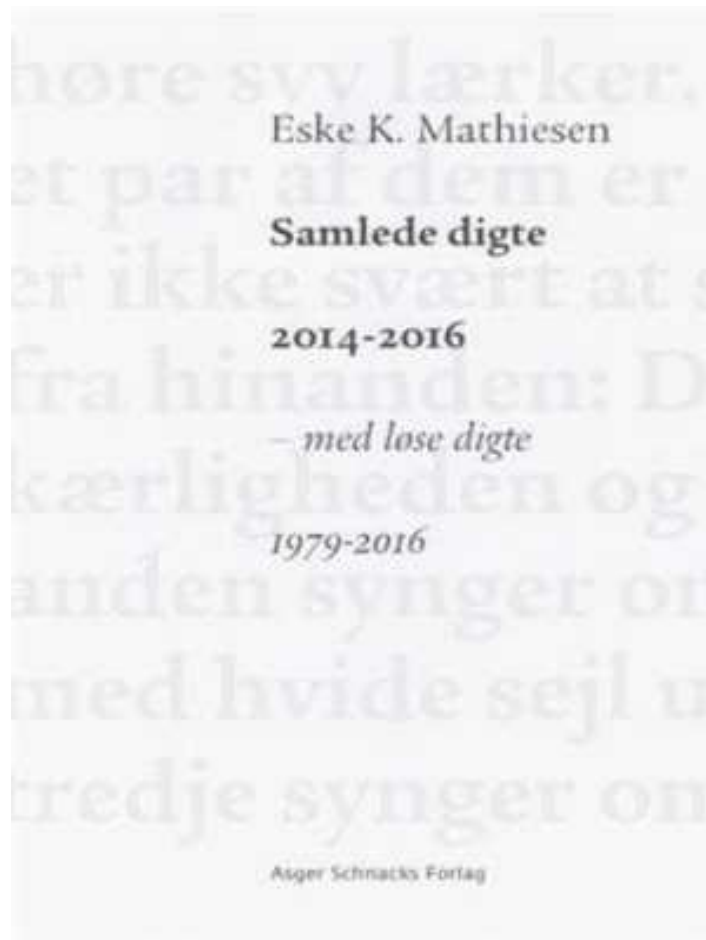 høre syv lærker.
Eske K. Mathiesen
et par af dem er
Samlede digte
er ikke svært at s
2014-2016
fra hinanden: D
– med løse digte
kærligheden og
1979-2016
anden synger om
med hvide sejl u
tredje synger om
Asger Schnacks Forlag